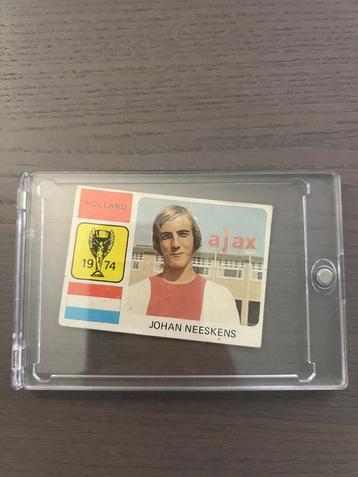 HOLLAND
ajax
19 74
JOHAN NEESKENS